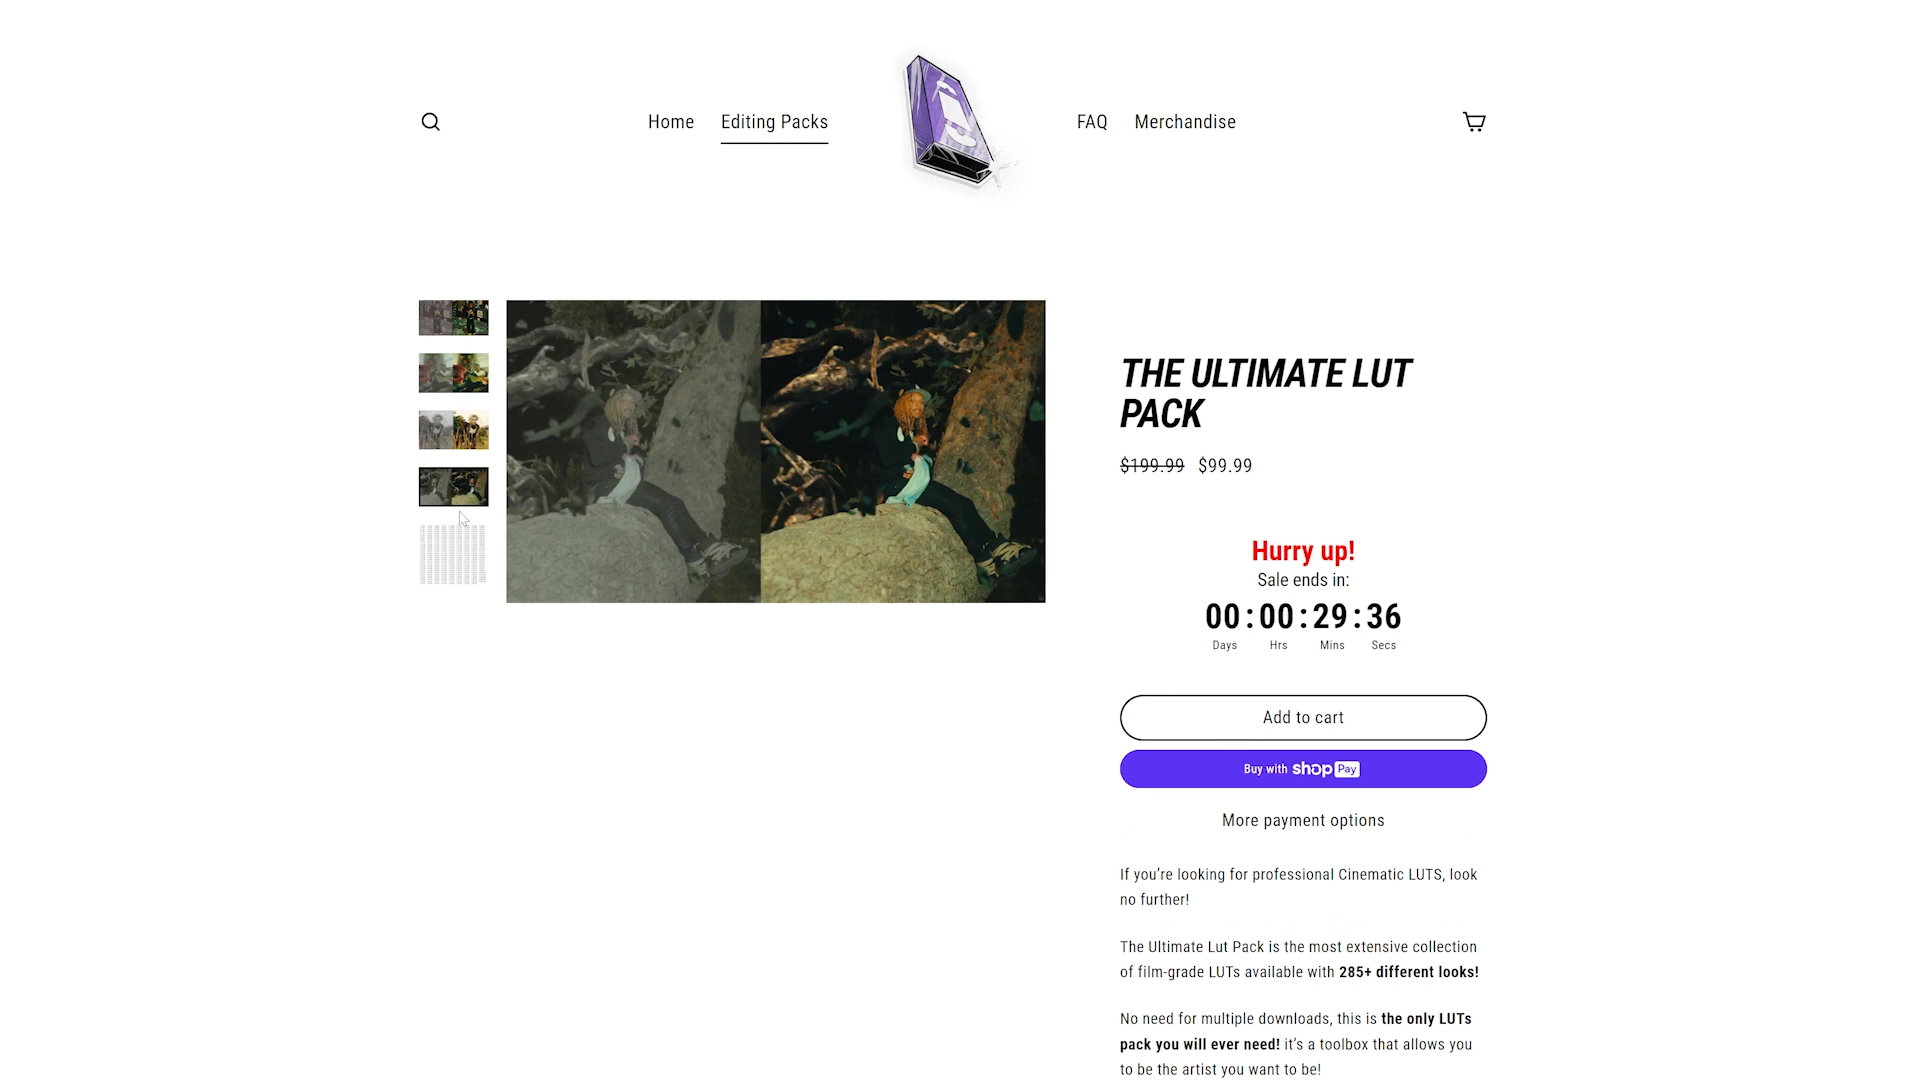 Home
Editing Packs
FAQ
Merchandise
THE ULTIMATE LUT
PACK
$199.99 $99.99
Hurry up!
Sale ends in:
00:00:29:36
Days Hrs Mins Secs
Add to cart
Buy with shop Pay
More payment options
If you’re looking for professional Cinematic LUTS, look
no further!
The Ultimate Lut Pack is the most extensive collection
of film-grade LUTs available with 285+ different looks!
No need for multiple downloads, this is the only LUTs
pack you will ever need! it’s a toolbox that allows you
to be the artist you want to be!